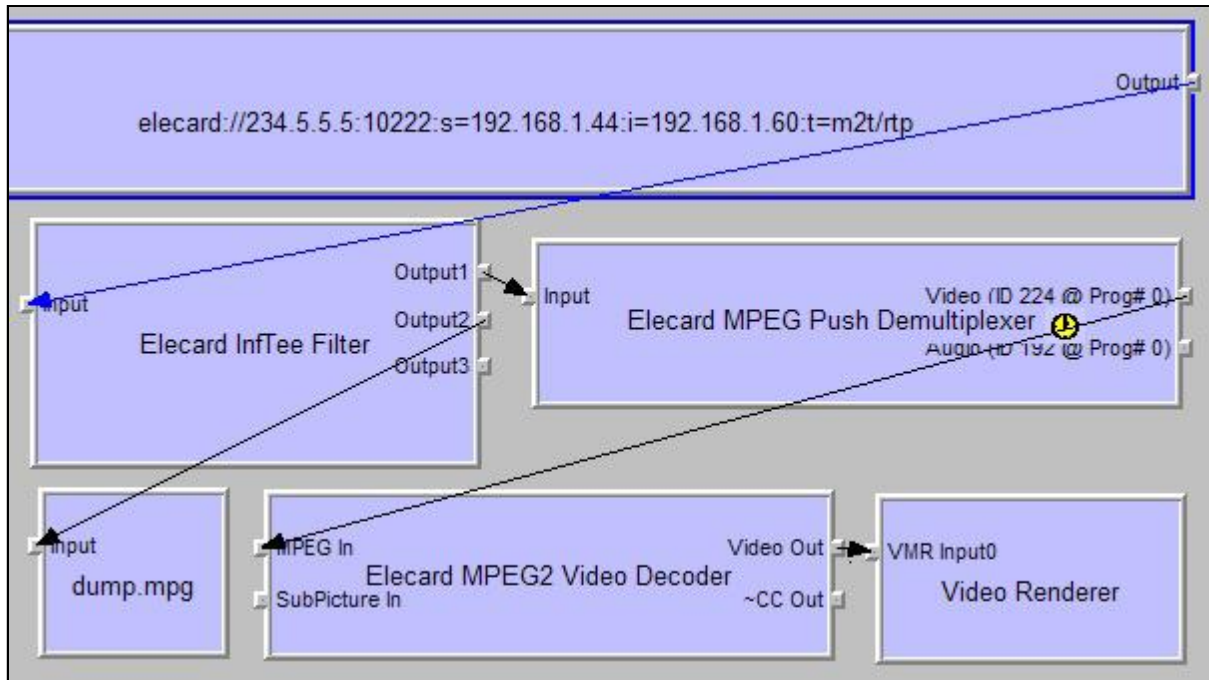 Output
elecard://234.5.5.5:10222:s=192.168.1.44:i=192.168.1.60:t=m2t/rtp
Output1
Input
Output2
Elecard InfTee Filter
Output3
Input
Video (ID 224 @ Prog# 0)
Elecard MPEG Push Demultiplexer
Audio (ID 192 @ Prog# 0)
Input
dump.mpg
MPEG In
Video Out
Elecard MPEG2 Video Decoder
SubPicture In
~CC Out
VMR Input0
Video Renderer